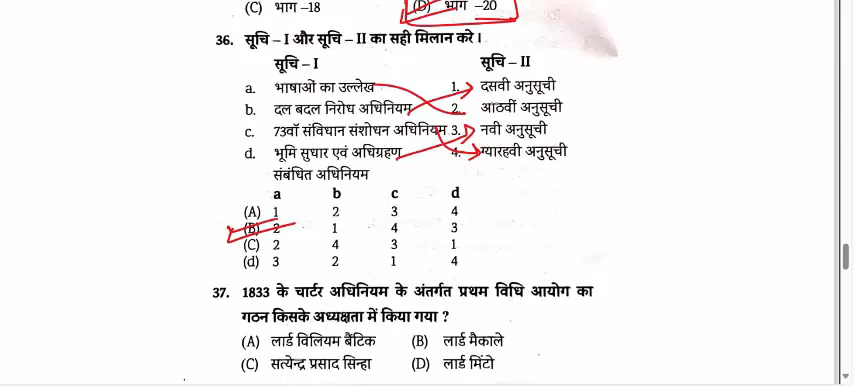 (C) भाग –18 (D) भाग –20
36. सूचि – I और सूचि – II का सही मिलान करे।
सूचि – I सूचि – II
a. भाषाओं का उल्लेख 1. दसवी अनुसूची
b. दल बदल निरोध अधिनियम 2. आठवीं अनुसूची
c. 73वॉ संविधान संशोधन अधिनियम 3. नवी अनुसूची
d. भूमि सुधार एवं अधिग्रहण 4. ग्यारहवी अनुसूची
संबंधित अधिनियम
a b c d
(A) 1 2 3 4
(B) 2 1 4 3
(C) 2 4 3 1
(d) 3 2 1 4
37. 1833 के चार्टर अधिनियम के अंतर्गत प्रथम विधि आयोग का
गठन किसके अध्यक्षता में किया गया ?
(A) लार्ड विलियम बैंटिक (B) लार्ड मैकाले
(C) सत्येन्द्र प्रसाद सिन्हा (D) लार्ड मिंटो